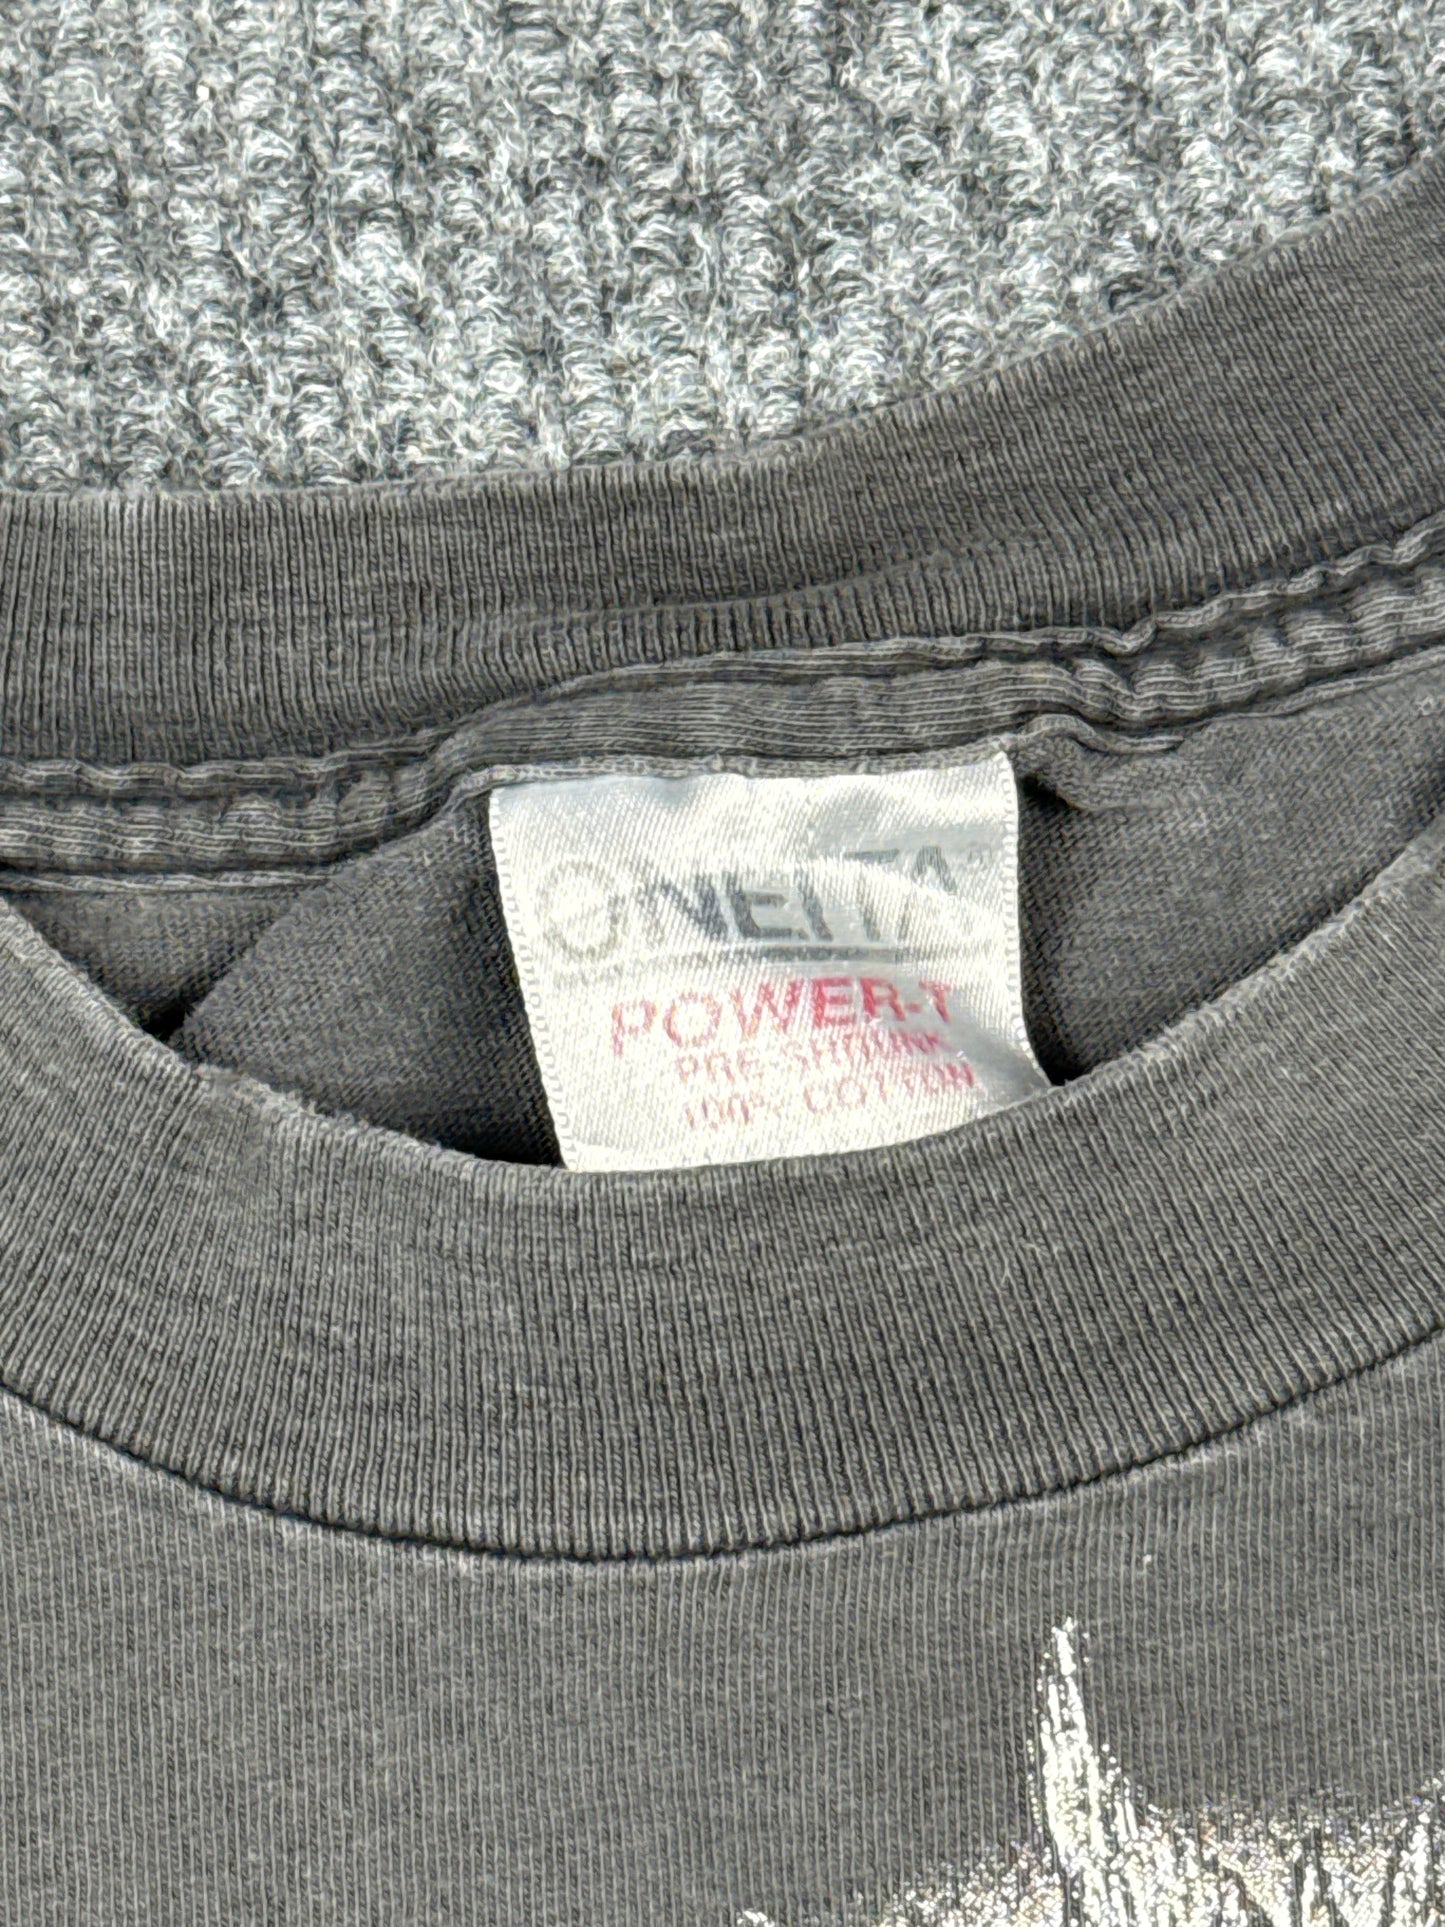 ONEITA
POWER-T
PRE-SHRUNK
100% COTTON